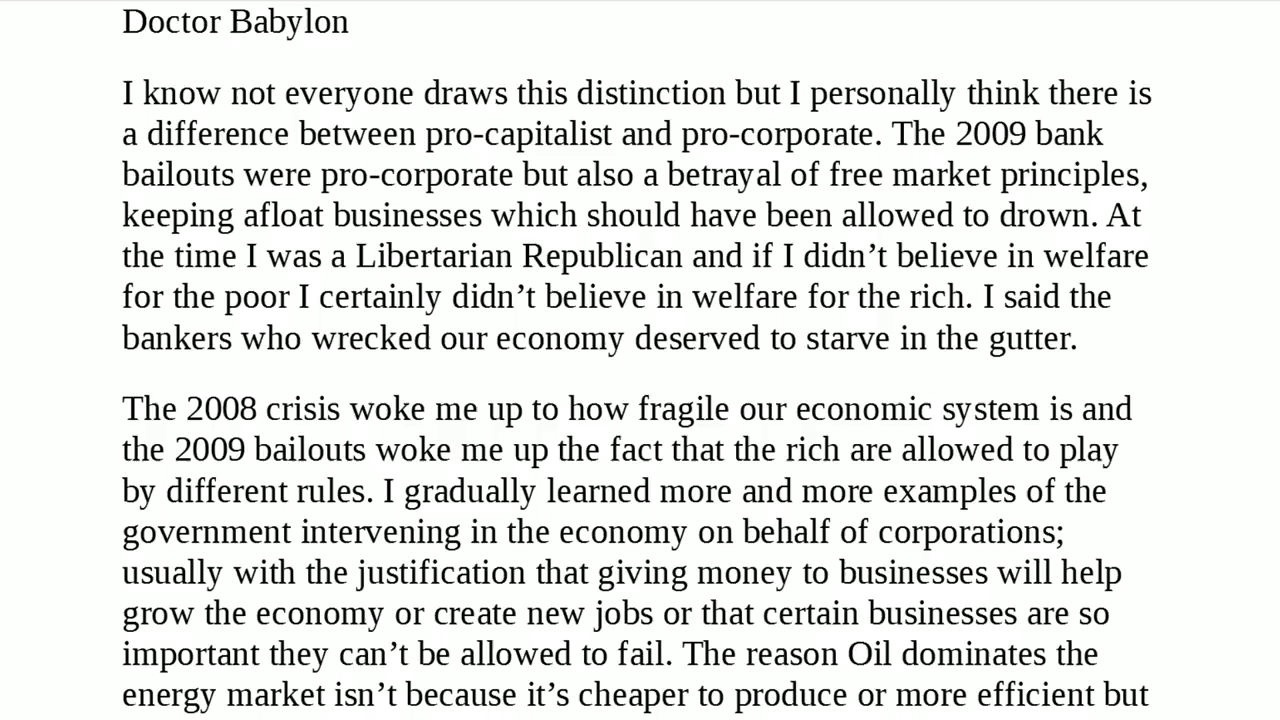 Doctor Babylon
I know not everyone draws this distinction but I personally think there is
a difference between pro-capitalist and pro-corporate. The 2009 bank
bailouts were pro-corporate but also a betrayal of free market principles,
keeping afloat businesses which should have been allowed to drown. At
the time I was a Libertarian Republican and if I didn’t believe in welfare
for the poor I certainly didn’t believe in welfare for the rich. I said the
bankers who wrecked our economy deserved to starve in the gutter.
The 2008 crisis woke me up to how fragile our economic system is and
the 2009 bailouts woke me up the fact that the rich are allowed to play
by different rules. I gradually learned more and more examples of the
government intervening in the economy on behalf of corporations;
usually with the justification that giving money to businesses will help
grow the economy or create new jobs or that certain businesses are so
important they can’t be allowed to fail. The reason Oil dominates the
energy market isn’t because it’s cheaper to produce or more efficient but